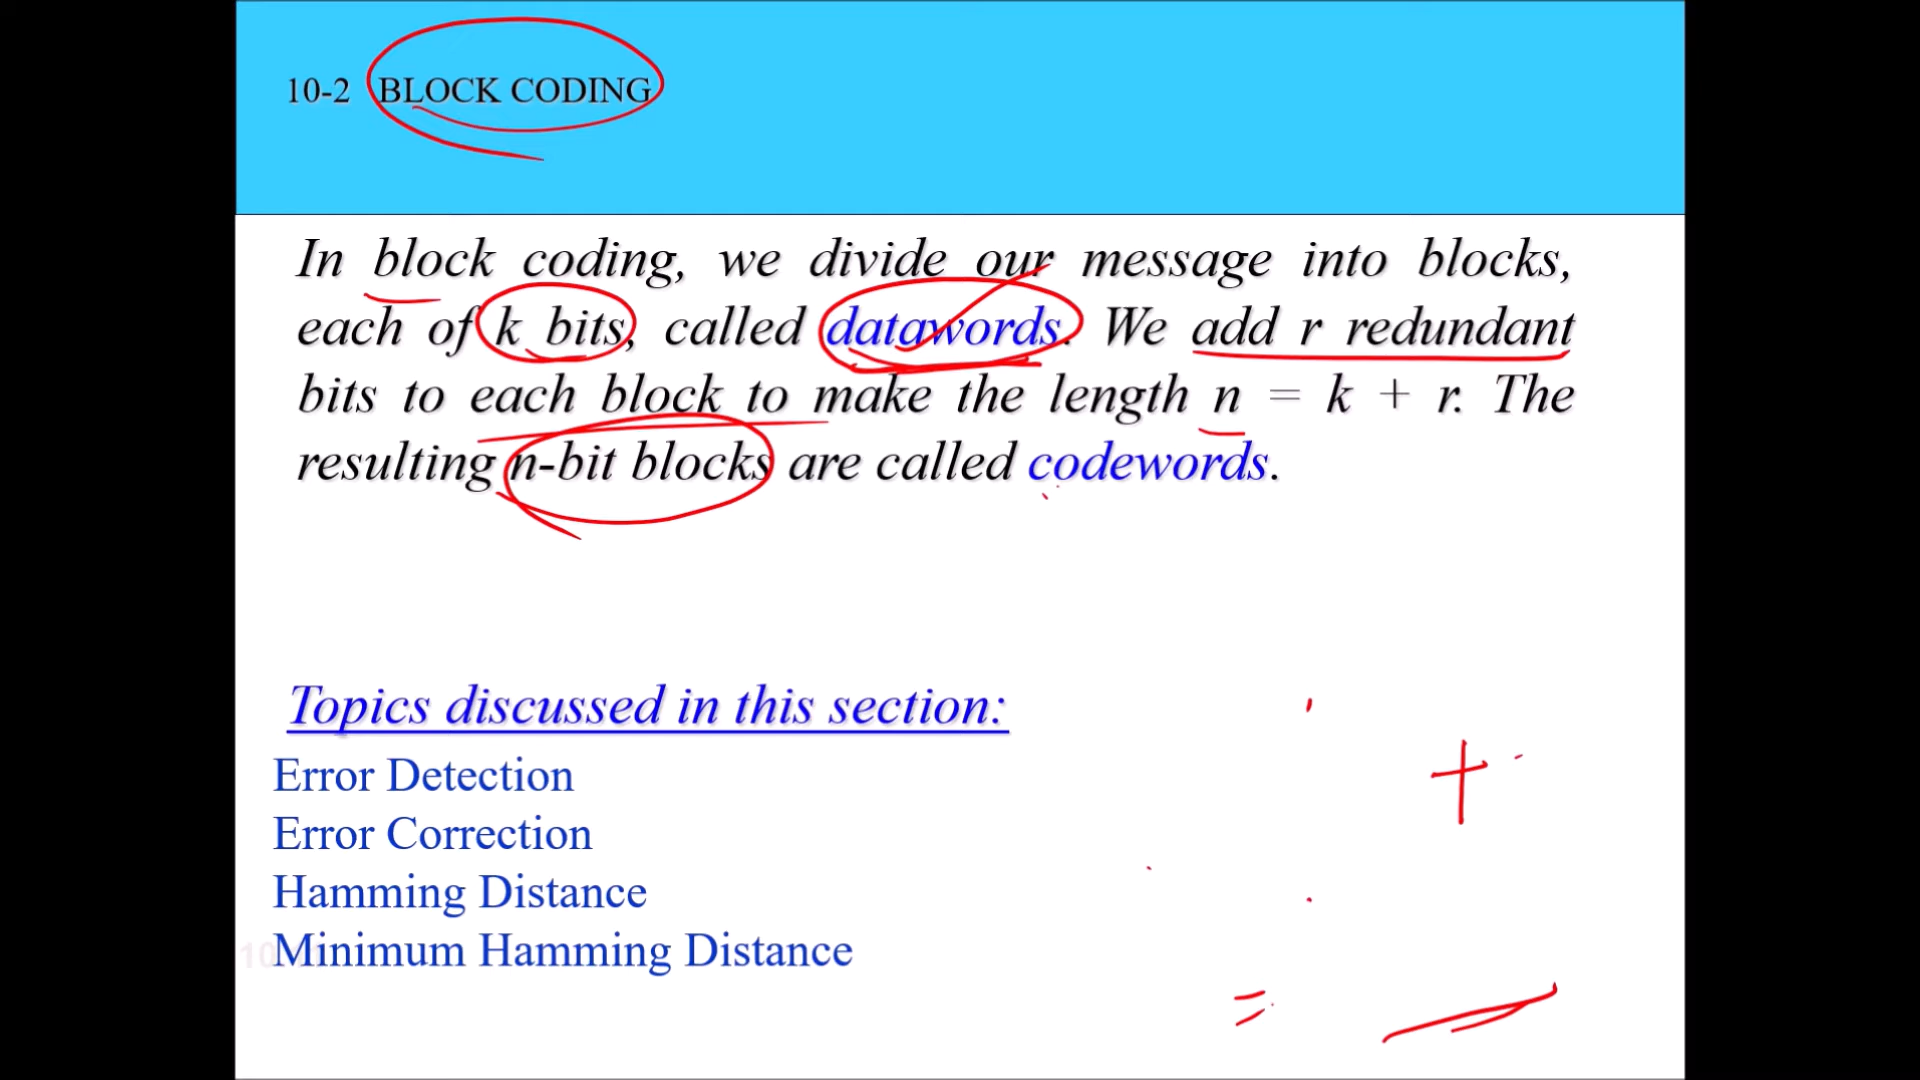 10-2 BLOCK CODING
In block coding, we divide our message into blocks,
each of k bits, called datawords. We add r redundant
bits to each block to make the length n = k + r. The
resulting n-bit blocks are called codewords.
Topics discussed in this section:
Error Detection
Error Correction
Hamming Distance
Minimum Hamming Distance
+
=